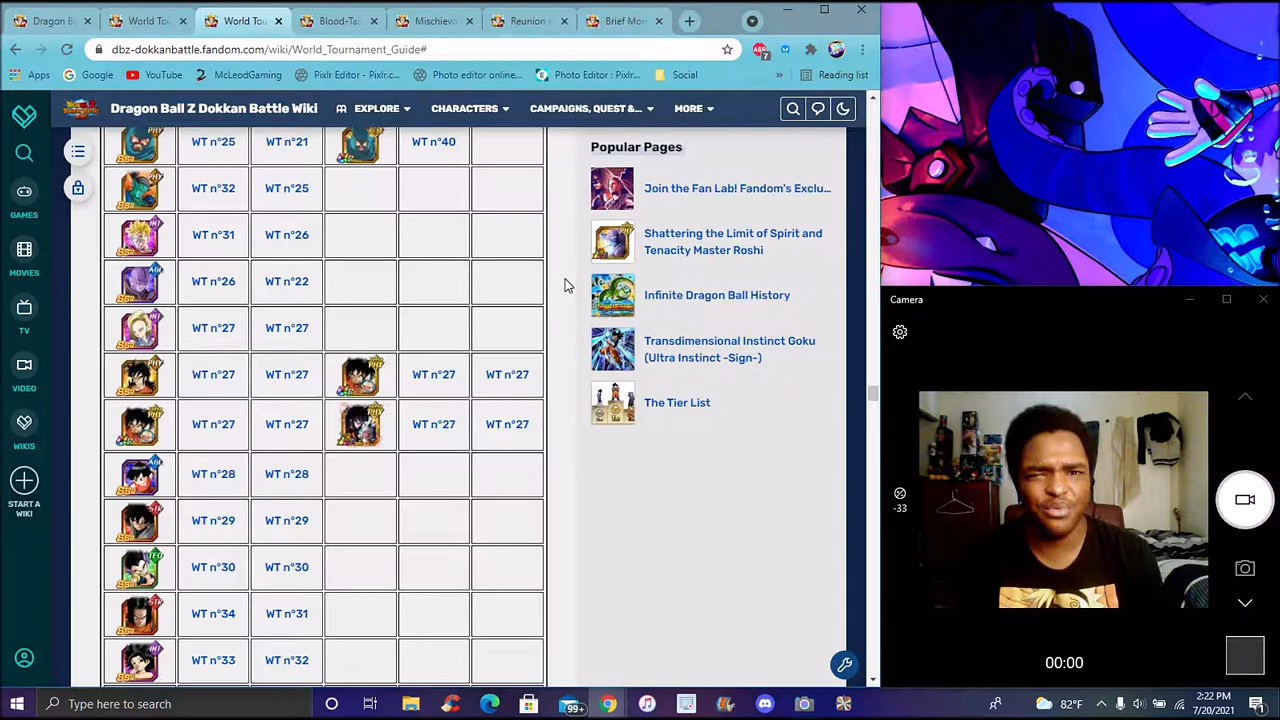 Dragon B
World Tou
World Tou
Blood-Tai
Mischievo
Reunion
Brief Mom
dbz-dokkanbattle.fandom.com/wiki/World_Tournament_Guide#
ABP
7
Apps
Google
YouTube
McLeodGaming
Pixlr Editor - Pixlr.c...
Photo editor online...
Photo Editor : Pixlr...
Social
»
Reading list
Dragon Ball Z Dokkan Battle Wiki
EXPLORE
CHARACTERS
CAMPAIGNS, QUEST &...
MORE
GAMES
MOVIES
TV
VIDEO
WIKIS
START A
WIKI
WT n°25 WT n°21 WT n°40
WT n°32 WT n°25
WT n°31 WT n°26
WT n°26 WT n°22
WT n°27 WT n°27
WT n°27 WT n°27 WT n°27 WT n°27
WT n°27 WT n°27 WT n°27 WT n°27
WT n°28 WT n°28
WT n°29 WT n°29
WT n°30 WT n°30
WT n°34 WT n°31
WT n°33 WT n°32
Popular Pages
Join the Fan Lab! Fandom's Exclu...
Shattering the Limit of Spirit and
Tenacity Master Roshi
Infinite Dragon Ball History
Transdimensional Instinct Goku
(Ultra Instinct -Sign-)
The Tier List
Camera
-33
00:00
Type here to search
99+
82°F
2:22 PM
7/20/2021